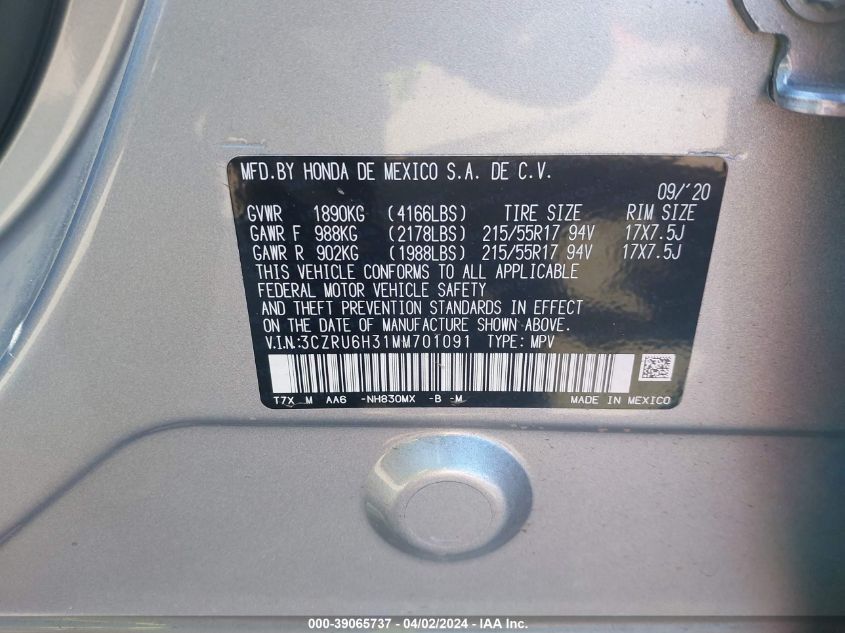 MFD.BY HONDA DE MEXICO S.A. DE C.V.
09/'20
GVWR 1890KG (4166LBS) TIRE SIZE RIM SIZE
GAWR F 988KG (2178LBS) 215/55R17 94V 17X7.5J
GAWR R 902KG (1988LBS) 215/55R17 94V 17X7.5J
THIS VEHICLE CONFORMS TO ALL APPLICABLE
FEDERAL MOTOR VEHICLE SAFETY
AND THEFT PREVENTION STANDARDS IN EFFECT
ON THE DATE OF MANUFACTURE SHOWN ABOVE.
V.I.N:3CZRU6H31MM701091 TYPE: MPV
T7X M AA6 -NH830MX -B -M MADE IN MEXICO
000-39065737 - 04/02/2024 - IAA Inc.